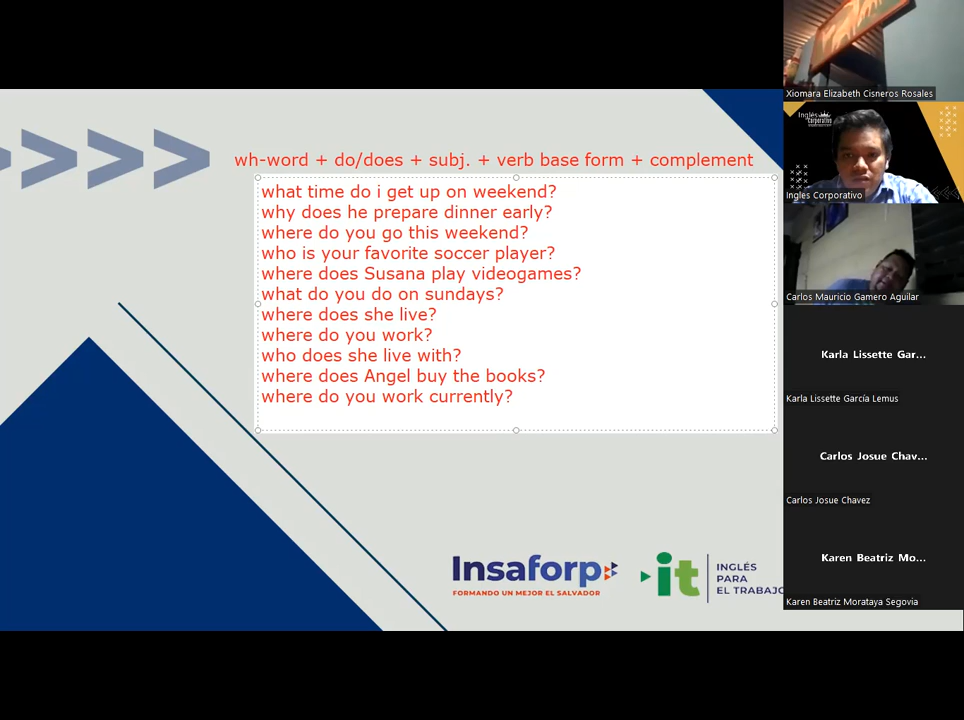 wh-word + do/does + subj. + verb base form + complement
what time do i get up on weekend?
why does he prepare dinner early?
where do you go this weekend?
who is your favorite soccer player?
where does Susana play videogames?
what do you do on sundays?
where does she live?
where do you work?
who does she live with?
where does Angel buy the books?
where do you work currently?
Insaforp
FORMANDO UN MEJOR EL SALVADOR
it
INGLÉS
PARA
EL TRABAJO
Xiomara Elizabeth Cisneros Rosales
Inglés
Corporativo
Inglés Corporativo
Carlos Mauricio Gamero Aguilar
Karla Lissette Gar...
Karla Lissette García Lemus
Carlos Josue Chav...
Carlos Josue Chavez
Karen Beatriz Mo...
Karen Beatriz Morataya Segovia